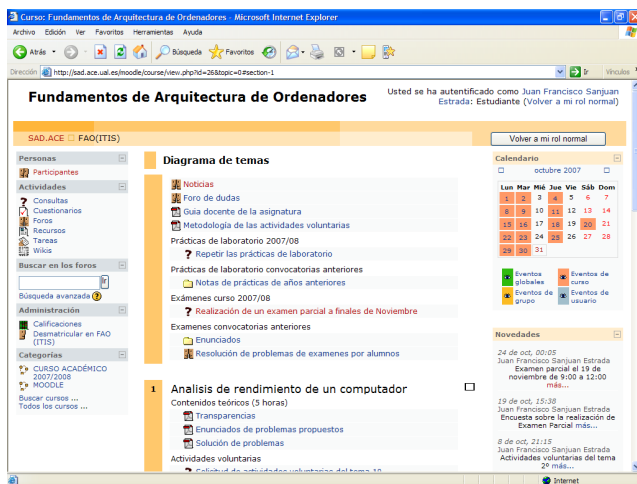 Curso: Fundamentos de Arquitectura de Ordenadores - Microsoft Internet Explorer
Archivo Edición Ver Favoritos Herramientas Ayuda
Atrás Búsqueda Favoritos
Dirección http://sad.ace.ual.es/moodle/course/view.php?id=26&topic=0#section-1 Ir Vínculos
Fundamentos de Arquitectura de Ordenadores
Usted se ha autentificado como Juan Francisco Sanjuan
Estrada: Estudiante (Volver a mi rol normal)
SAD.ACE FAO(ITIS)
Volver a mi rol normal
Personas
Participantes
Actividades
Consultas
Cuestionarios
Foros
Recursos
Tareas
Wikis
Buscar en los foros
Ir
Búsqueda avanzada
Administración
Calificaciones
Desmatricular en FAO
(ITIS)
Categorías
CURSO ACADÉMICO
2007/2008
MOODLE
Buscar cursos ...
Todos los cursos ...
Diagrama de temas
Noticias
Foro de dudas
Guia docente de la asignatura
Metodología de las actividades voluntarias
Prácticas de laboratorio 2007/08
Repetir las prácticas de laboratorio
Prácticas de laboratorio convocatorias anteriores
Notas de prácticas de años anteriores
Exámenes curso 2007/08
Realización de un examen parcial a finales de Noviembre
Examenes convocatorias anteriores
Enunciados
Resolución de problemas de examenes por alumnos
1 Analisis de rendimiento de un computador
Contenidos teóricos (5 horas)
Transparencias
Enunciados de problemas propuestos
Solución de problemas
Actividades voluntarias
Calendario
octubre 2007
Lun Mar Mié Jue Vie Sáb Dom
1 2 3 4 5 6 7
8 9 10 11 12 13 14
15 16 17 18 19 20 21
22 23 24 25 26 27 28
29 30 31
Eventos globales
Eventos de curso
Eventos de grupo
Eventos de usuario
Novedades
24 de oct, 00:05
Juan Francisco Sanjuan Estrada
Examen parcial el 19 de
noviembre de 9:00 a 12:00
más...
19 de oct, 15:38
Juan Francisco Sanjuan Estrada
Encuesta sobre la realización de
Examen Parcial más...
8 de oct, 21:15
Juan Francisco Sanjuan Estrada
Actividades voluntarias del tema
2º más...
Internet